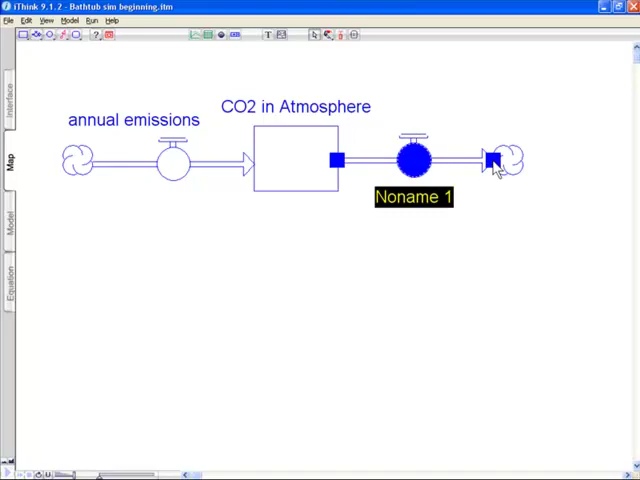 iThink 9.1.2 - Bathtub sim beginning.itm
File Edit View Model Run Help
Interface
Map
Model
Equation
annual emissions
CO2 in Atmosphere
Noname 1